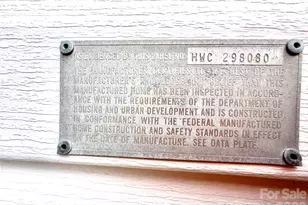 HWC 298080
MANUFACTURED HOME HAS BEEN INSPECTED IN ACCORD-
ANCE WITH THE REQUIREMENTS OF THE DEPARTMENT OF
HOUSING AND URBAN DEVELOPMENT AND IS CONSTRUCTED
IN CONFORMANCE WITH THE FEDERAL MANUFACTURED
HOME CONSTRUCTION AND SAFETY STANDARDS IN EFFECT
ON THE DATE OF MANUFACTURE. SEE DATA PLATE.
For Sale